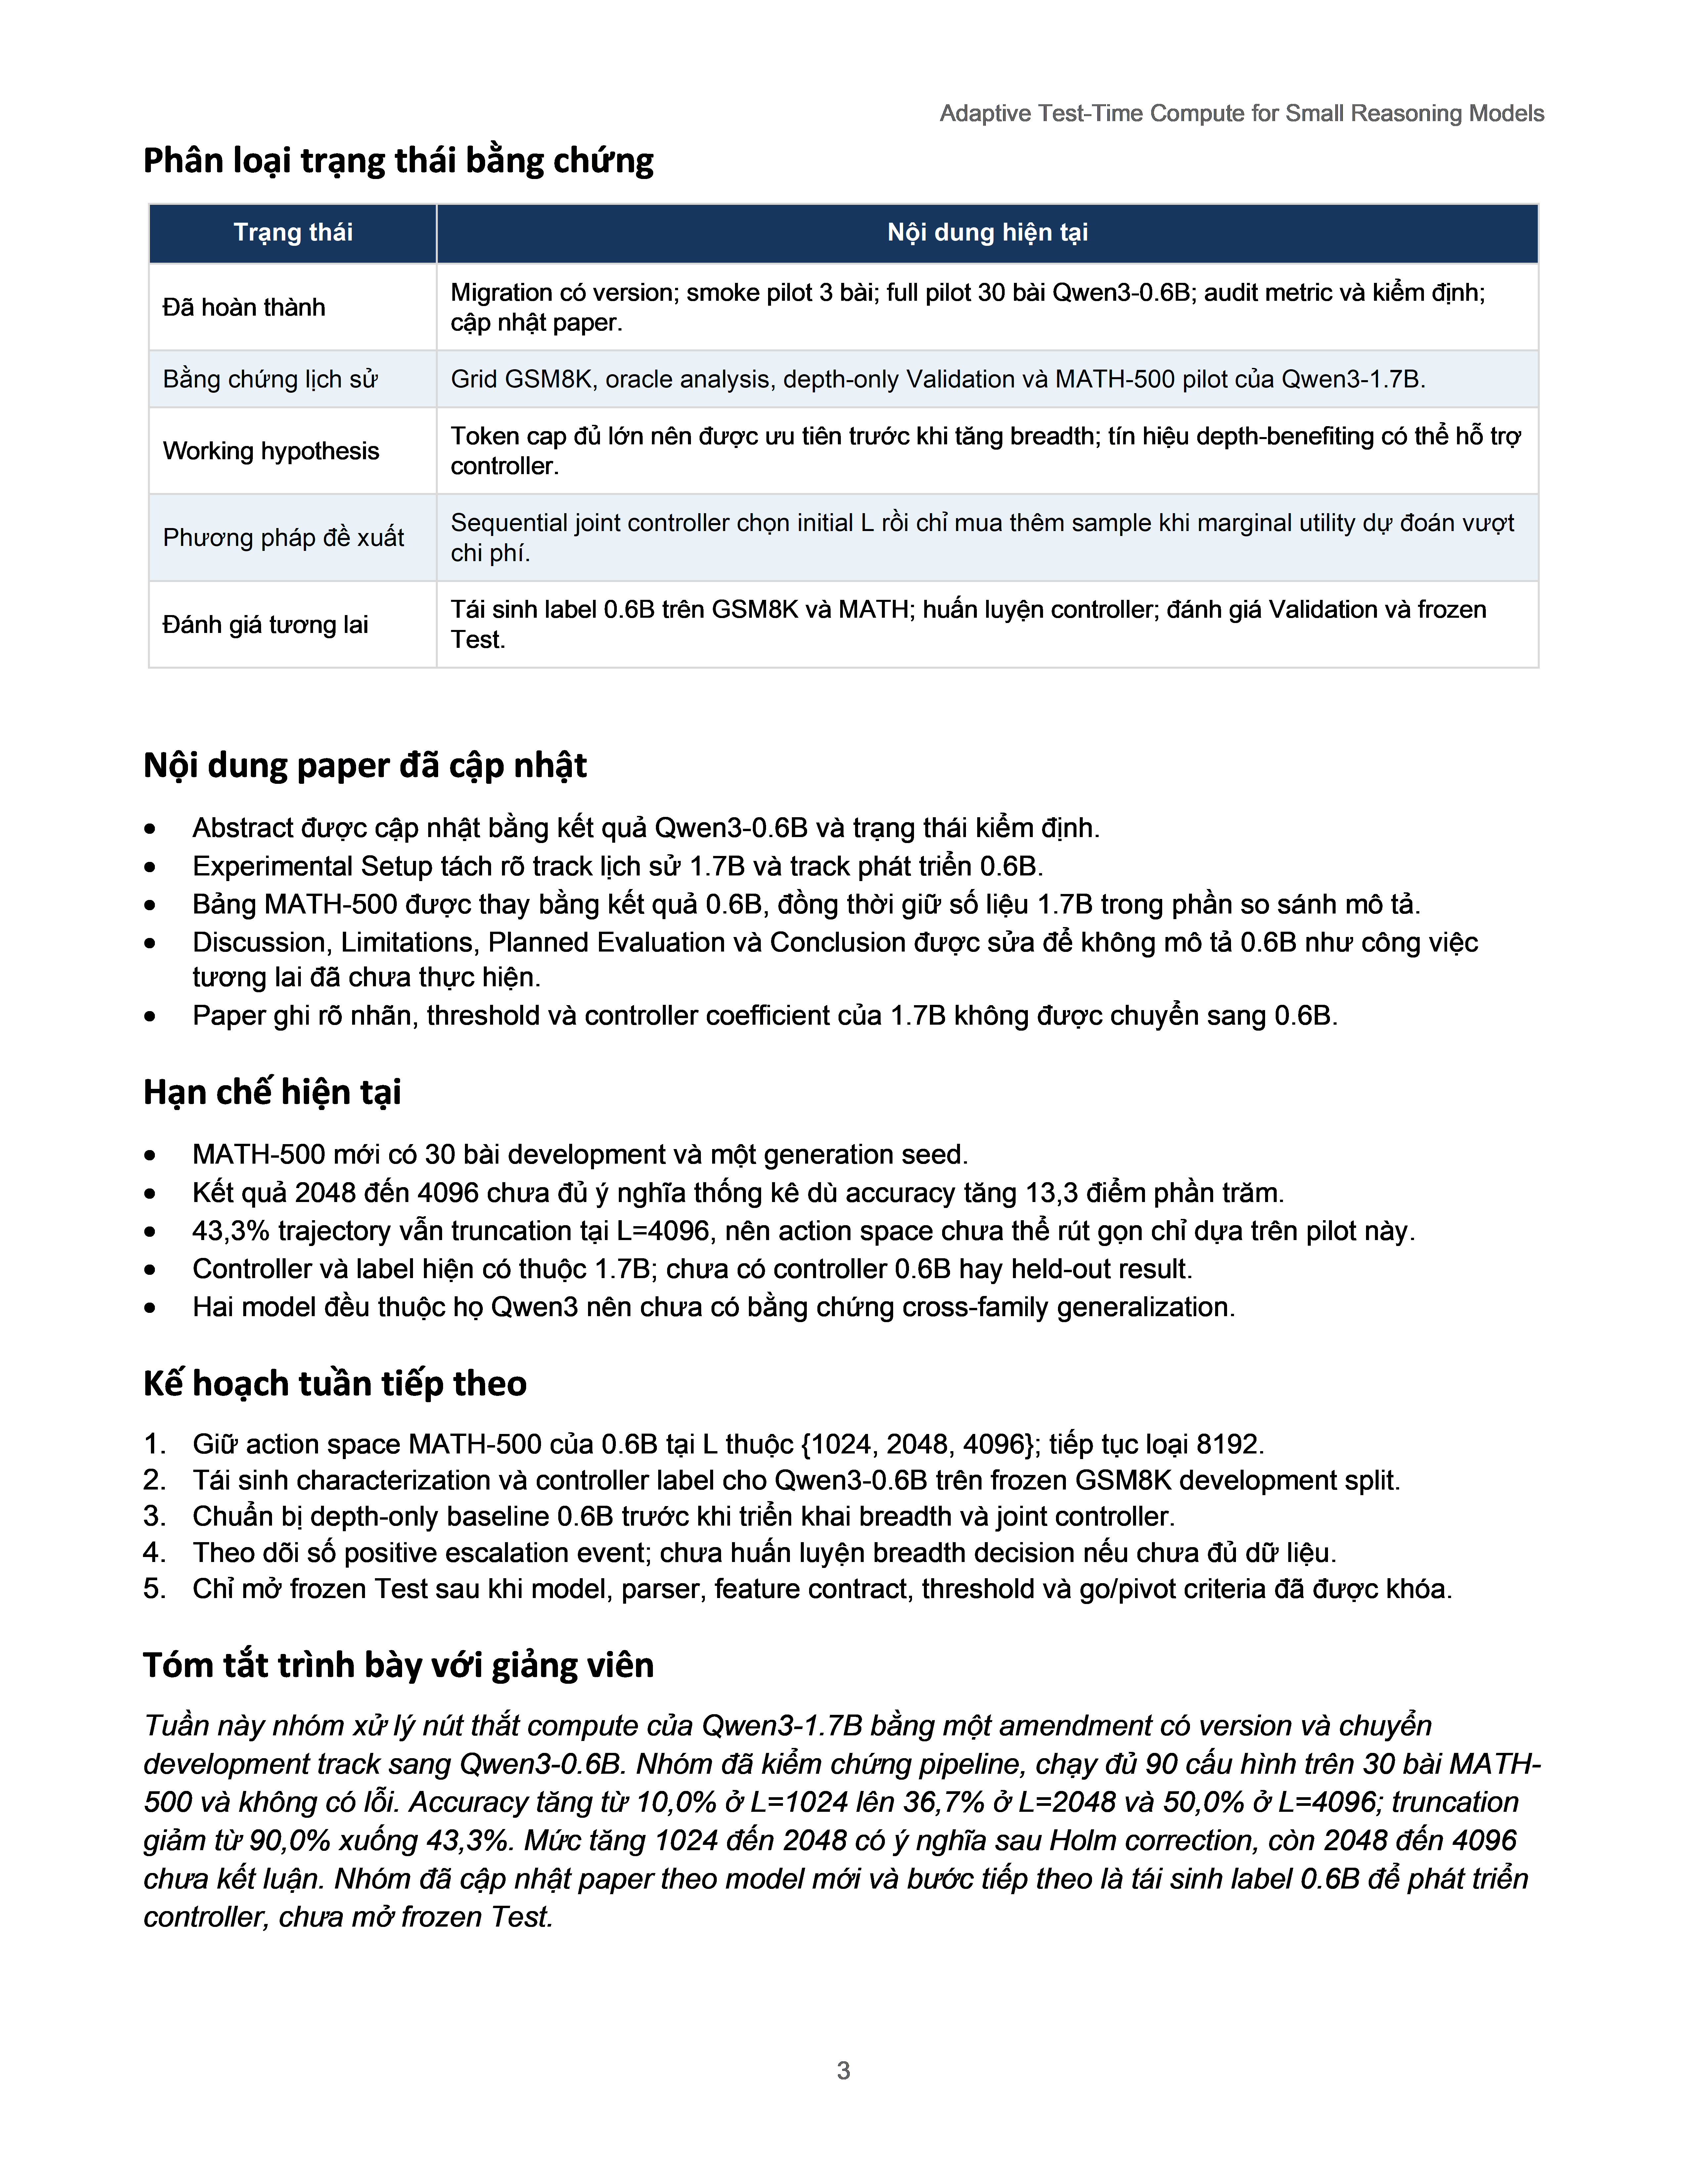 Adaptive Test-Time Compute for Small Reasoning Models
Phân loại trạng thái bằng chứng
Trạng thái
Nội dung hiện tại
Đã hoàn thành
Migration có version; smoke pilot 3 bài; full pilot 30 bài Qwen3-0.6B; audit metric và kiểm định;
cập nhật paper.
Bằng chứng lịch sử
Grid GSM8K, oracle analysis, depth-only Validation và MATH-500 pilot của Qwen3-1.7B.
Working hypothesis
Token cap đủ lớn nên được ưu tiên trước khi tăng breadth; tín hiệu depth-benefiting có thể hỗ trợ
controller.
Phương pháp đề xuất
Sequential joint controller chọn initial L rồi chỉ mua thêm sample khi marginal utility dự đoán vượt
chi phí.
Đánh giá tương lai
Tái sinh label 0.6B trên GSM8K và MATH; huấn luyện controller; đánh giá Validation và frozen
Test.
Nội dung paper đã cập nhật
• Abstract được cập nhật bằng kết quả Qwen3-0.6B và trạng thái kiểm định.
• Experimental Setup tách rõ track lịch sử 1.7B và track phát triển 0.6B.
• Bảng MATH-500 được thay bằng kết quả 0.6B, đồng thời giữ số liệu 1.7B trong phần so sánh mô tả.
• Discussion, Limitations, Planned Evaluation và Conclusion được sửa để không mô tả 0.6B như công việc
tương lai đã chưa thực hiện.
• Paper ghi rõ nhãn, threshold và controller coefficient của 1.7B không được chuyển sang 0.6B.
Hạn chế hiện tại
• MATH-500 mới có 30 bài development và một generation seed.
• Kết quả 2048 đến 4096 chưa đủ ý nghĩa thống kê dù accuracy tăng 13,3 điểm phần trăm.
• 43,3% trajectory vẫn truncation tại L=4096, nên action space chưa thể rút gọn chỉ dựa trên pilot này.
• Controller và label hiện có thuộc 1.7B; chưa có controller 0.6B hay held-out result.
• Hai model đều thuộc họ Qwen3 nên chưa có bằng chứng cross-family generalization.
Kế hoạch tuần tiếp theo
1. Giữ action space MATH-500 của 0.6B tại L thuộc {1024, 2048, 4096}; tiếp tục loại 8192.
2. Tái sinh characterization và controller label cho Qwen3-0.6B trên frozen GSM8K development split.
3. Chuẩn bị depth-only baseline 0.6B trước khi triển khai breadth và joint controller.
4. Theo dõi số positive escalation event; chưa huấn luyện breadth decision nếu chưa đủ dữ liệu.
5. Chỉ mở frozen Test sau khi model, parser, feature contract, threshold và go/pivot criteria đã được khóa.
Tóm tắt trình bày với giảng viên
Tuần này nhóm xử lý nút thắt compute của Qwen3-1.7B bằng một amendment có version và chuyển
development track sang Qwen3-0.6B. Nhóm đã kiểm chứng pipeline, chạy đủ 90 cấu hình trên 30 bài MATH-
500 và không có lỗi. Accuracy tăng từ 10,0% ở L=1024 lên 36,7% ở L=2048 và 50,0% ở L=4096; truncation
giảm từ 90,0% xuống 43,3%. Mức tăng 1024 đến 2048 có ý nghĩa sau Holm correction, còn 2048 đến 4096
chưa kết luận. Nhóm đã cập nhật paper theo model mới và bước tiếp theo là tái sinh label 0.6B để phát triển
controller, chưa mở frozen Test.
3